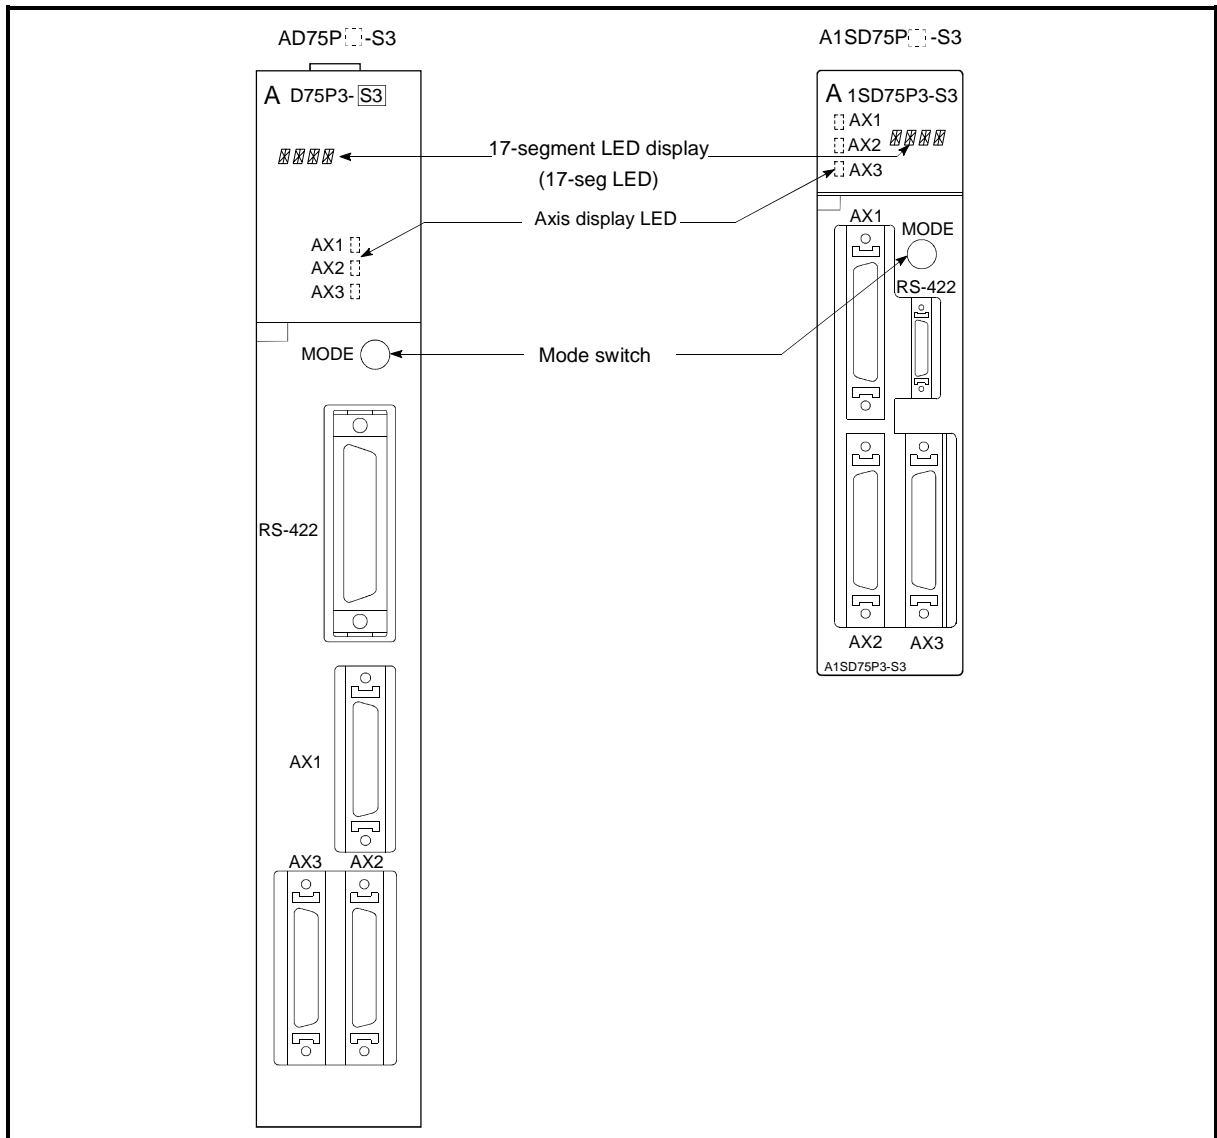 AD75P -S3
A D75P3- S3
17-segment LED display
(17-seg LED)
Axis display LED
AX1
AX2
AX3
MODE
Mode switch
RS-422
AX1
AX3 AX2
A1SD75P -S3
A 1SD75P3-S3
AX1
AX2
AX3
AX1
MODE
RS-422
AX2 AX3
A1SD75P3-S3